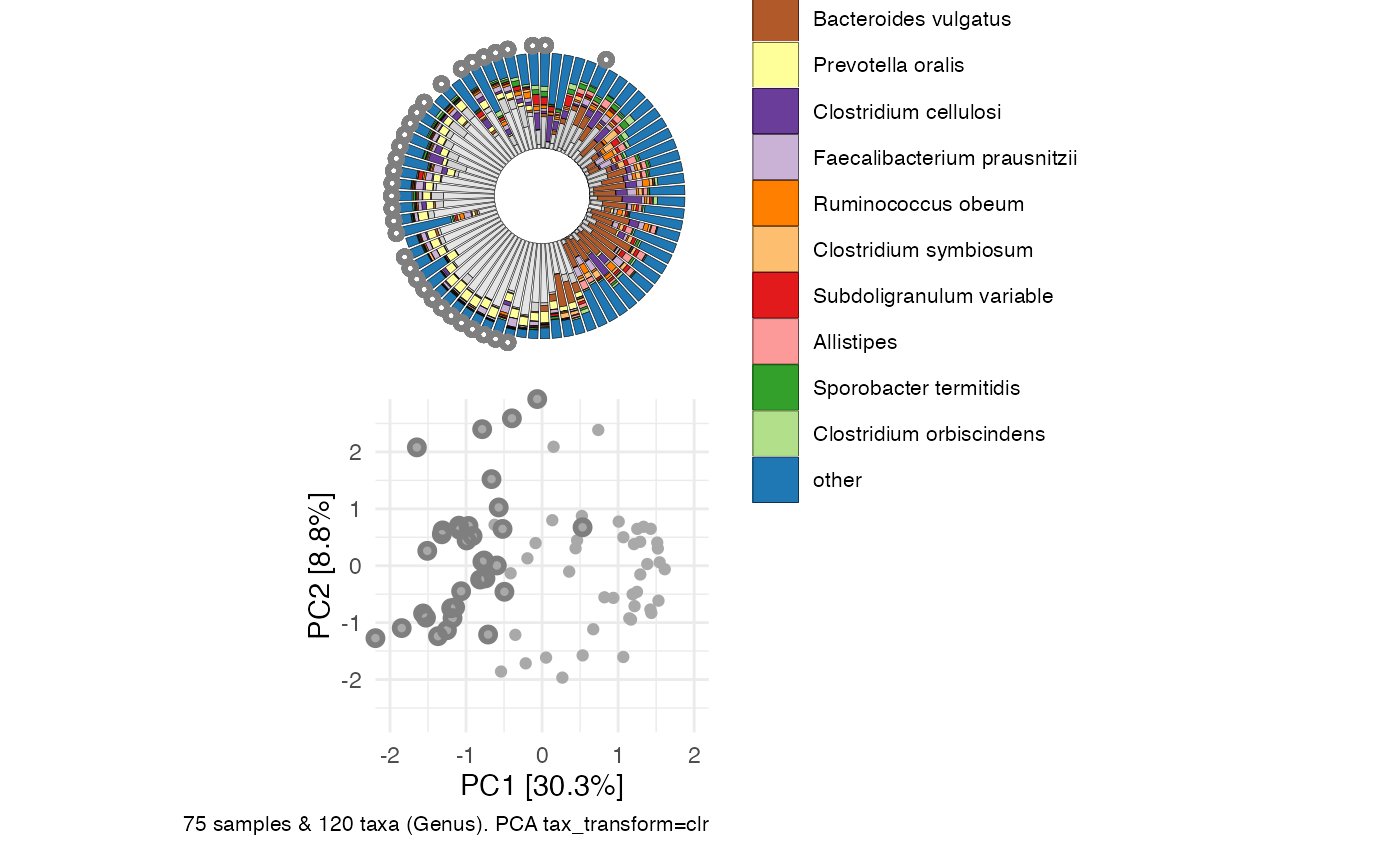 Bacteroides vulgatus
Prevotella oralis
Clostridium cellulosi
Faecalibacterium prausnitzii
Ruminococcus obeum
Clostridium symbiosum
Subdoligranulum variable
Allistipes
Sporobacter termitidis
Clostridium orbiscindens
other
2
1
0
-1
-2
PC2 [8.8%]
-2 -1 0 1 2
PC1 [30.3%]
75 samples & 120 taxa (Genus). PCA tax_transform=clr